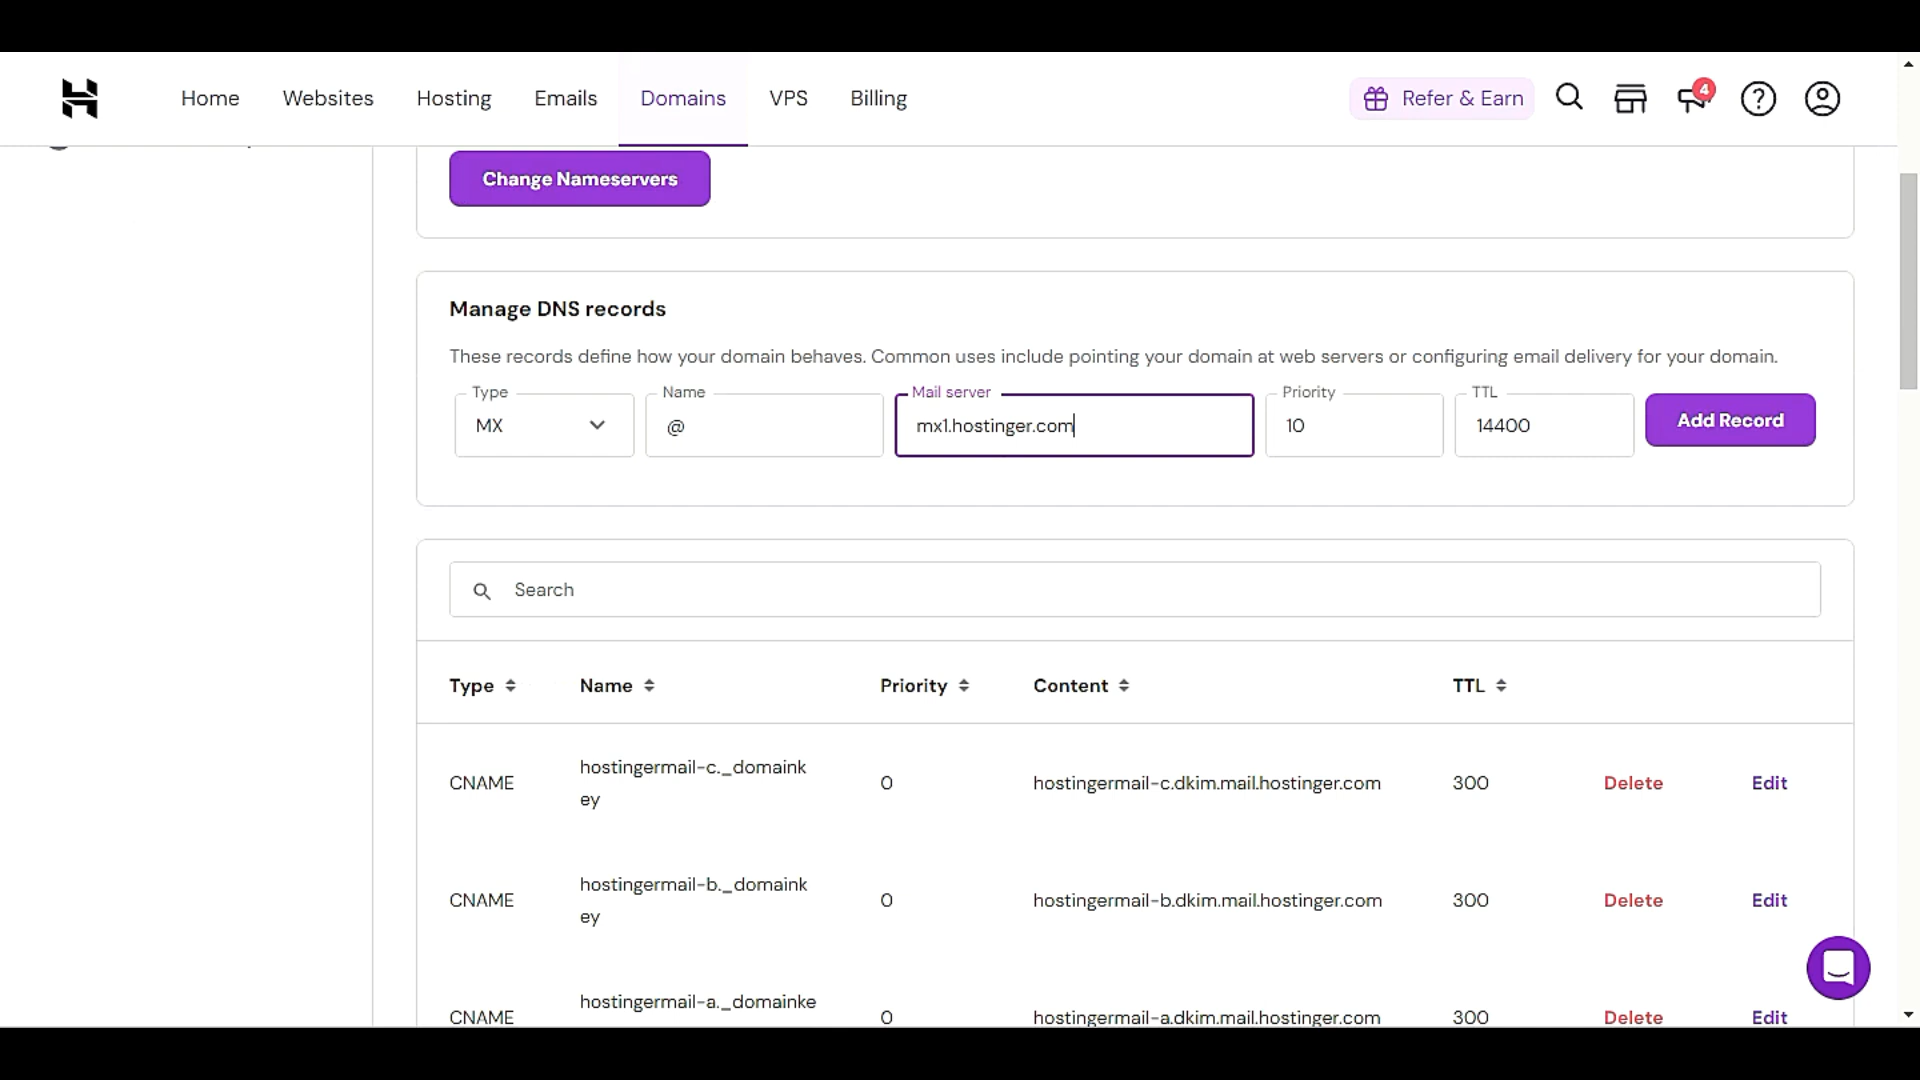 Home Websites Hosting Emails Domains VPS Billing Refer & Earn 4
Change Nameservers
Manage DNS records
These records define how your domain behaves. Common uses include pointing your domain at web servers or configuring email delivery for your domain.
Type Name Mail server Priority TTL
MX @ mx1.hostinger.com 10 14400 Add Record
Search
Type Name Priority Content TTL
CNAME hostingermail-c._domaink 0 hostingermail-c.dkim.mail.hostinger.com 300 Delete Edit
ey
CNAME hostingermail-b._domaink 0 hostingermail-b.dkim.mail.hostinger.com 300 Delete Edit
ey
hostingermail-a._domainke
CNAME 0 hostingermail-a.dkim.mail.hostinger.com 300 Delete Edit